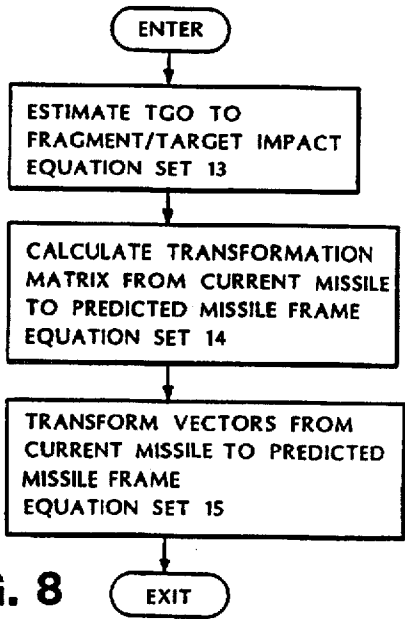 ENTER
ESTIMATE TGO TO
FRAGMENT/TARGET IMPACT
EQUATION SET 13
CALCULATE TRANSFORMATION
MATRIX FROM CURRENT MISSILE
TO PREDICTED MISSILE FRAME
EQUATION SET 14
TRANSFORM VECTORS FROM
CURRENT MISSILE TO PREDICTED
MISSILE FRAME
EQUATION SET 15
EXIT
G. 8